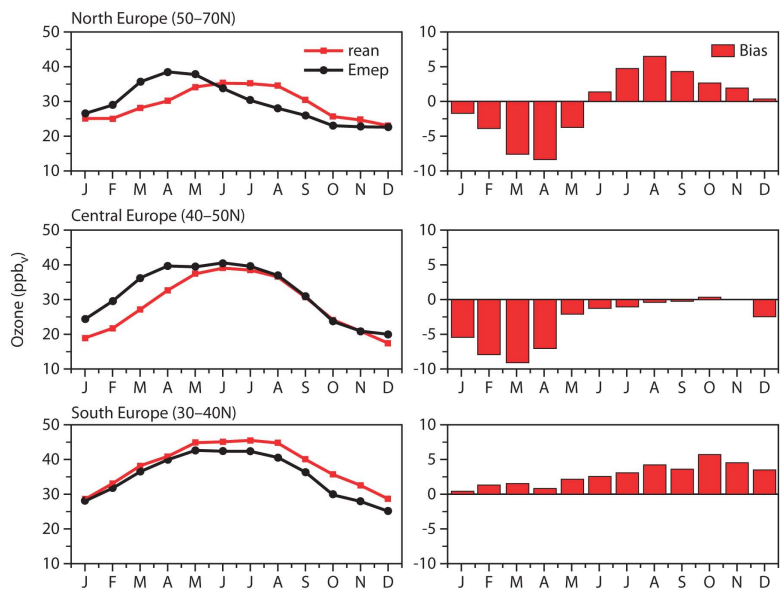 North Europe (50–70N)
50
40
30
20
10
rean
Emep
J F M A M J J A S O N D
10
5
0
-5
-10
Bias
J F M A M J J A S O N D
Central Europe (40–50N)
50
40
30
20
10
Ozone (ppbv)
J F M A M J J A S O N D
10
5
0
-5
-10
J F M A M J J A S O N D
South Europe (30–40N)
50
40
30
20
10
J F M A M J J A S O N D
10
5
0
-5
-10
J F M A M J J A S O N D